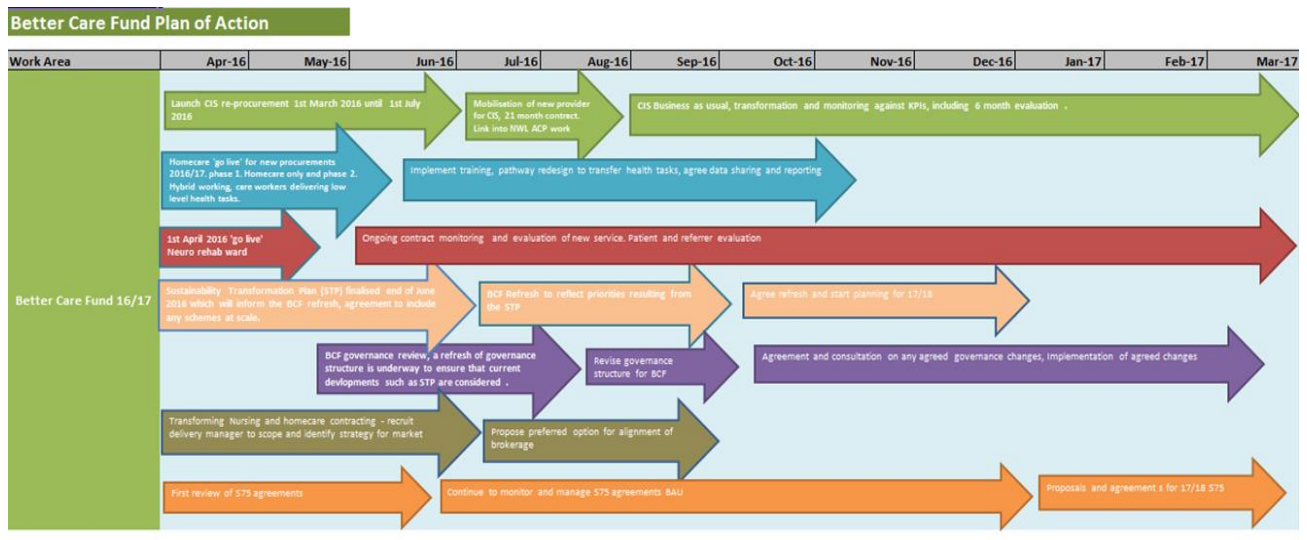 Better Care Fund Plan of Action
Work Area Apr-16 May-16 Jun-16 Jul-16 Aug-16 Sep-16 Oct-16 Nov-16 Dec-16 Jan-17 Feb-17 Mar-17
Better Care Fund 16/17
Launch CIS re-procurement 1st March 2016 until 1st July
2016
Mobilisation of new provider
for CIS, 21 month contract.
Link into NWL ACP work
CIS Business as usual, transformation and monitoring against KPIs, including 6 month evaluation .
Homecare 'go live' for new procurements
2016/17. phase 1. Homecare only and phase 2.
Hybrid working, care workers delivering low
level health tasks.
Implement training, pathway redesign to transfer health tasks, agree data sharing and reporting
1st April 2016 'go live'
Neuro rehab ward
Ongoing contract monitoring and evaluation of new service. Patient and referrer evaluation
Sustainability Transformation Plan (STP) finalised end of June
2016 which will inform the BCF refresh, agreement to include
any schemes at scale.
BCF Refresh to reflect priorities resulting from
the STP
Agree refresh and start planning for 17/18
BCF governance review, a refresh of governance
structure is underway to ensure that current
devlopments such as STP are considered .
Revise governance
structure for BCF
Agreement and consultation on any agreed governance changes, Implementation of agreed changes
Transforming Nursing and homecare contracting - recruit
delivery manager to scope and identify strategy for market
Propose preferred option for alignment of
brokerage
First review of S75 agreements
Continue to monitor and manage S75 agreements BAU
Proposals and agreement s for 17/18 S75